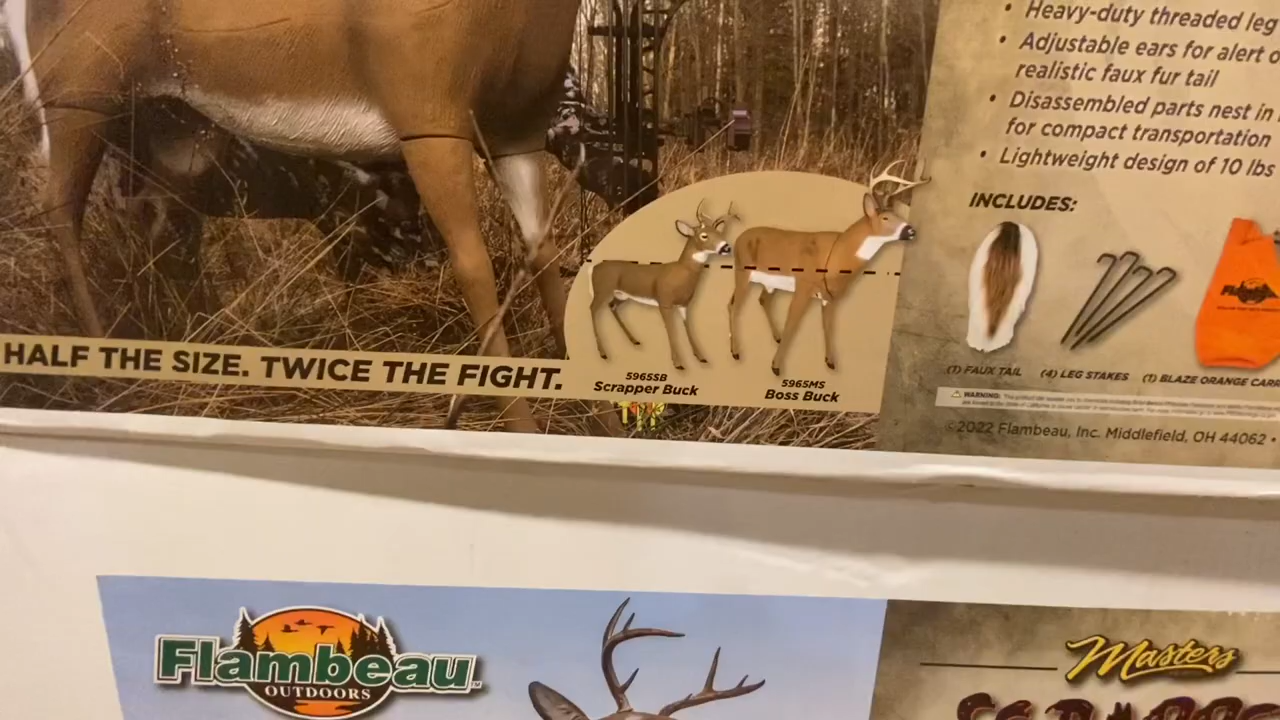 • Heavy-duty threaded leg
• Adjustable ears for alert o
realistic faux fur tail
• Disassembled parts nest in
for compact transportation
• Lightweight design of 10 lbs
INCLUDES:
(1) FAUX TAIL
(4) LEG STAKES
(1) BLAZE ORANGE CARR
WARNING:
©2022 Flambeau, Inc. Middlefield, OH 44062 •
HALF THE SIZE. TWICE THE FIGHT.
5965SB
Scrapper Buck
5965MS
Boss Buck
Flambeau
OUTDOORS
Masters